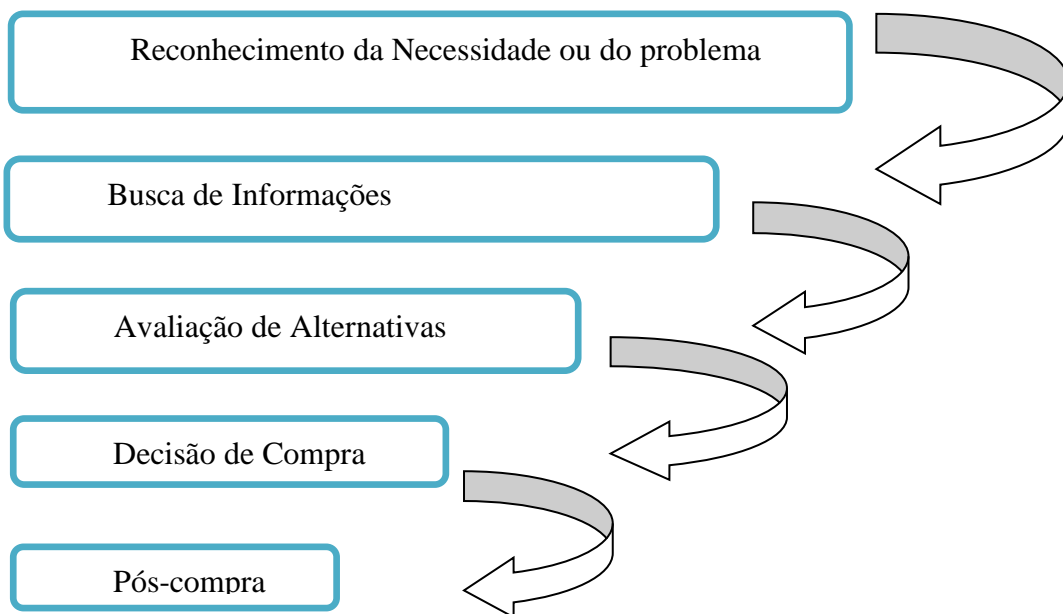 Reconhecimento da Necessidade ou do problema
Busca de Informações
Avaliação de Alternativas
Decisão de Compra
Pós-compra